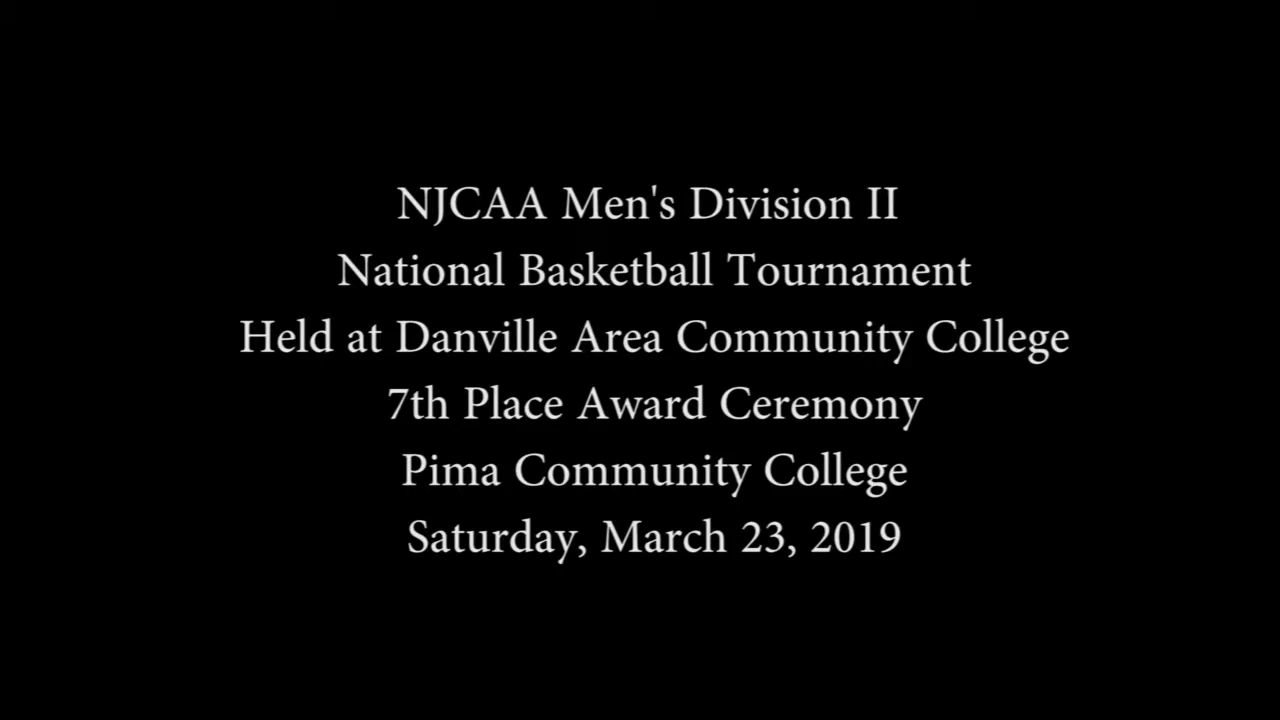 NJCAA Men's Division II
National Basketball Tournament
Held at Danville Area Community College
7th Place Award Ceremony
Pima Community College
Saturday, March 23, 2019